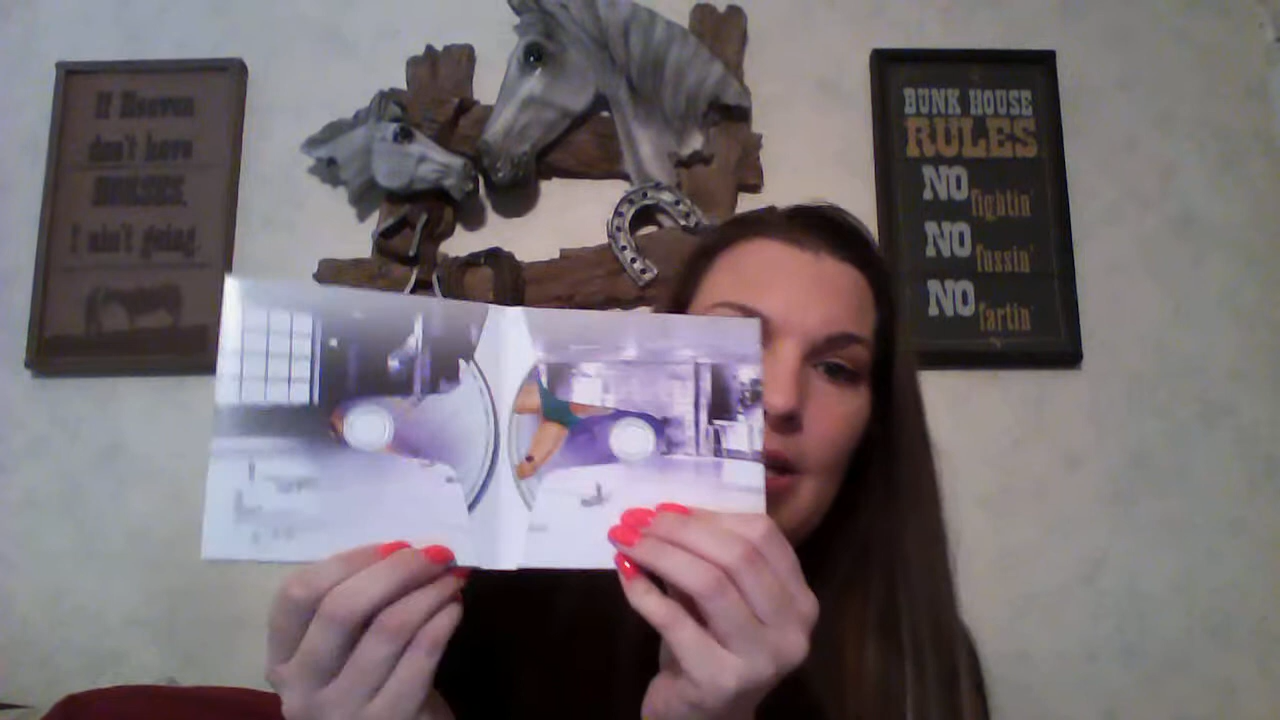 If Heaven
don't have
HORSES,
I ain't going.
BUNK HOUSE
RULES
NO fightin'
NO fussin'
NO fartin'